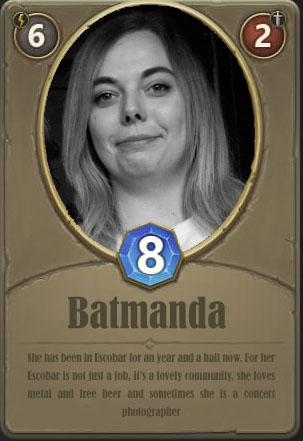 6 2
8
Batmanda
She has been in Escobar for an year and a half now. For her
Escobar is not just a job, it's a lovely community, she loves
metal and free beer and sometimes she is a concert
photographer